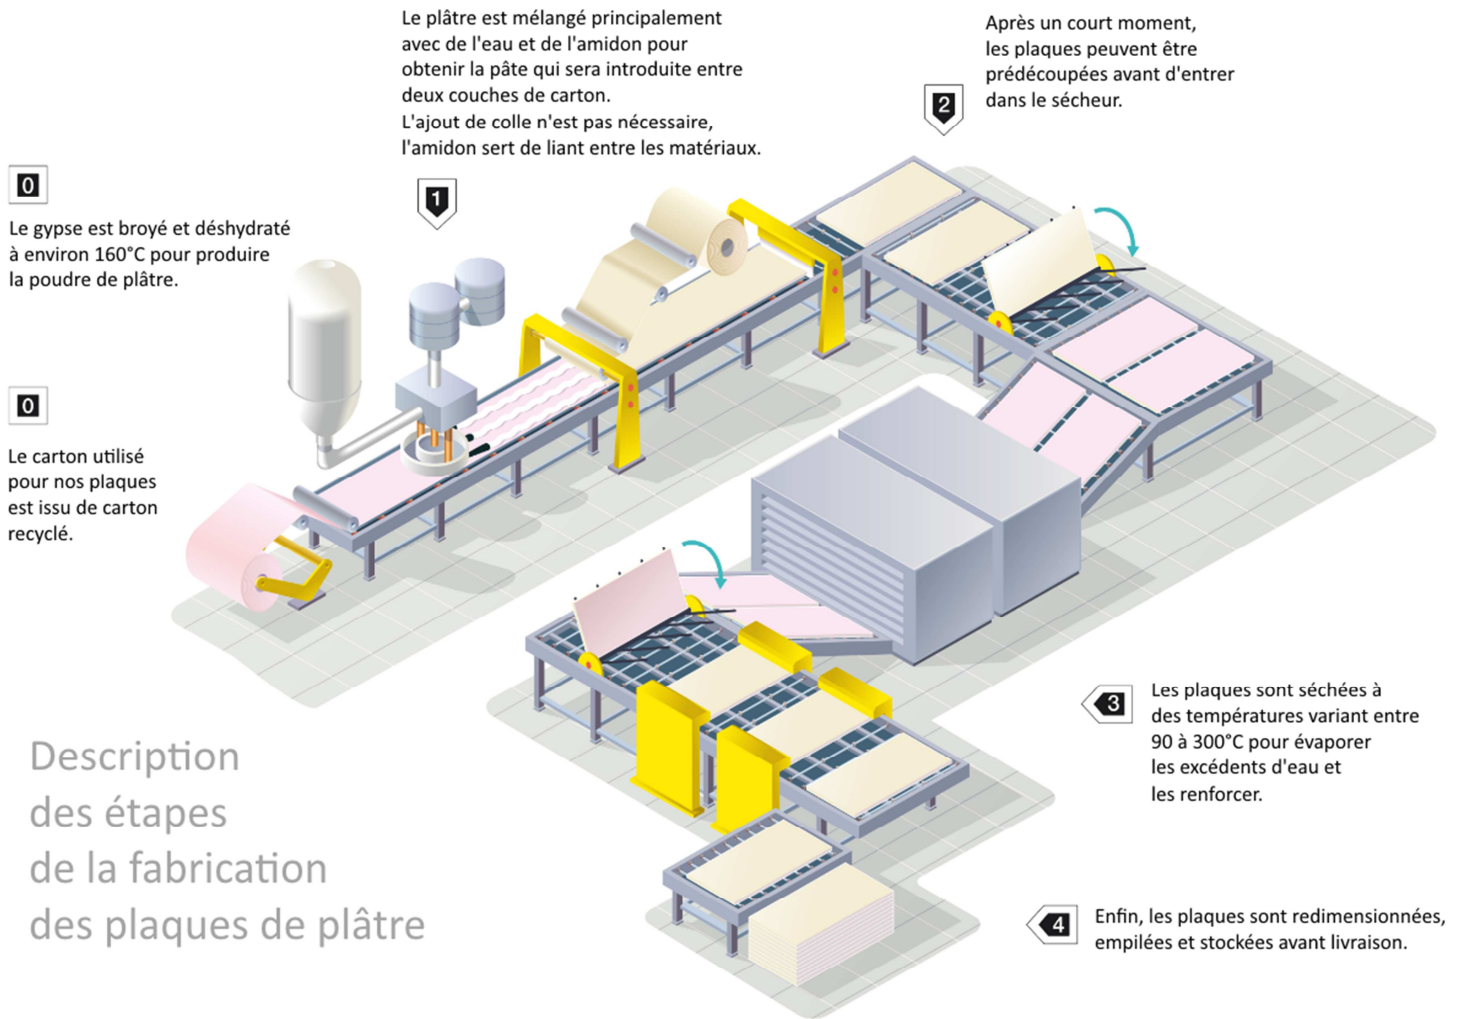 Le plâtre est mélangé principalement
avec de l'eau et de l'amidon pour
obtenir la pâte qui sera introduite entre
deux couches de carton.
L'ajout de colle n'est pas nécessaire,
l'amidon sert de liant entre les matériaux.
1
Après un court moment,
les plaques peuvent être
prédécoupées avant d'entrer
dans le sécheur.
2
0
Le gypse est broyé et déshydraté
à environ 160°C pour produire
la poudre de plâtre.
0
Le carton utilisé
pour nos plaques
est issu de carton
recyclé.
3
Les plaques sont séchées à
des températures variant entre
90 à 300°C pour évaporer
les excédents d'eau et
les renforcer.
Description
des étapes
de la fabrication
des plaques de plâtre
4
Enfin, les plaques sont redimensionnées,
empilées et stockées avant livraison.